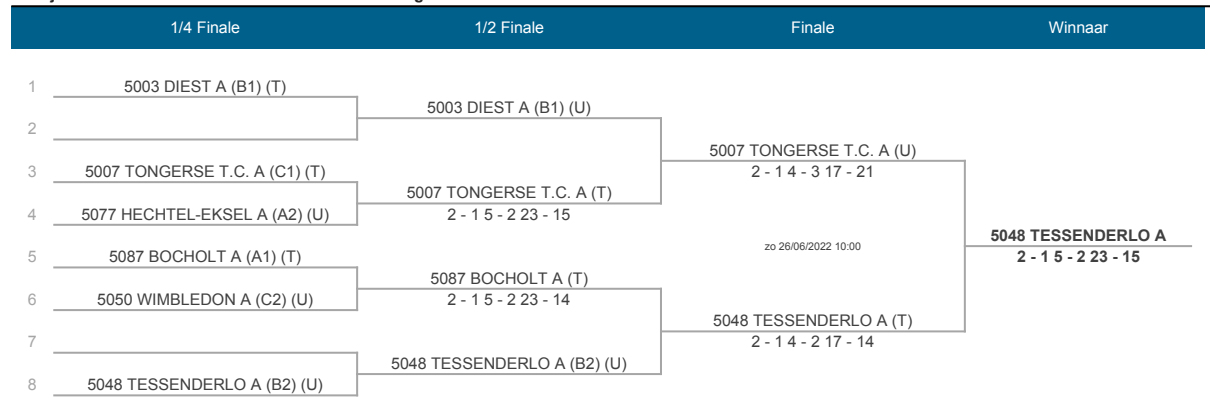 1/4 Finale 1/2 Finale Finale Winnaar
1 5003 DIEST A (B1) (T)
5003 DIEST A (B1) (U)
2
5007 TONGERSE T.C. A (U)
2 - 1 4 - 3 17 - 21
3 5007 TONGERSE T.C. A (C1) (T)
5007 TONGERSE T.C. A (T)
2 - 1 5 - 2 23 - 15
4 5077 HECHTEL-EKSEL A (A2) (U)
zo 26/06/2022 10:00
5048 TESSENDERLO A
2 - 1 5 - 2 23 - 15
5 5087 BOCHOLT A (A1) (T)
5087 BOCHOLT A (T)
2 - 1 5 - 2 23 - 14
6 5050 WIMBLEDON A (C2) (U)
5048 TESSENDERLO A (T)
2 - 1 4 - 2 17 - 14
7
5048 TESSENDERLO A (B2) (U)
8 5048 TESSENDERLO A (B2) (U)